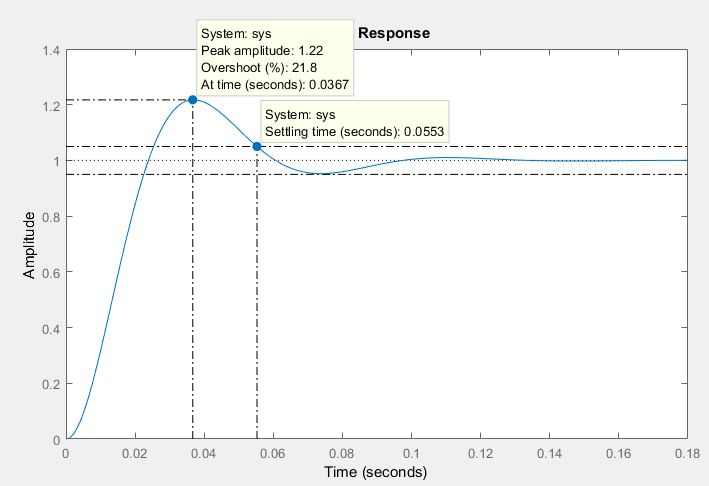 System: sys
Peak amplitude: 1.22
Overshoot (%): 21.8
At time (seconds): 0.0367
Response
System: sys
Settling time (seconds): 0.0553
1.4
1.2
1
0.8
0.6
0.4
0.2
0
Amplitude
0 0.02 0.04 0.06 0.08 0.1 0.12 0.14 0.16 0.18
Time (seconds)